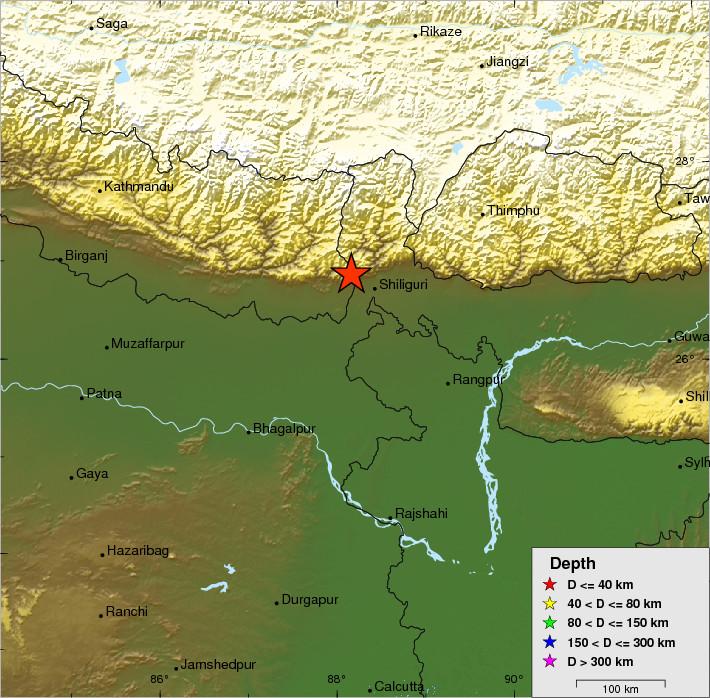 Saga
Rikaze
Jiangzi
28°
Kathmandu
Taw
Thimphu
Birganj
Shiliguri
Guwa
Muzaffarpur
26°
Rangpur
Patna
Shil
Bhagalpur
Sylh
Gaya
Rajshahi
Hazaribag
Depth
D <= 40 km
40 < D <= 80 km
80 < D <= 150 km
150 < D <= 300 km
D > 300 km
100 km
Durgapur
Ranchi
Jamshedpur
86°
88°
90°
Calcutta